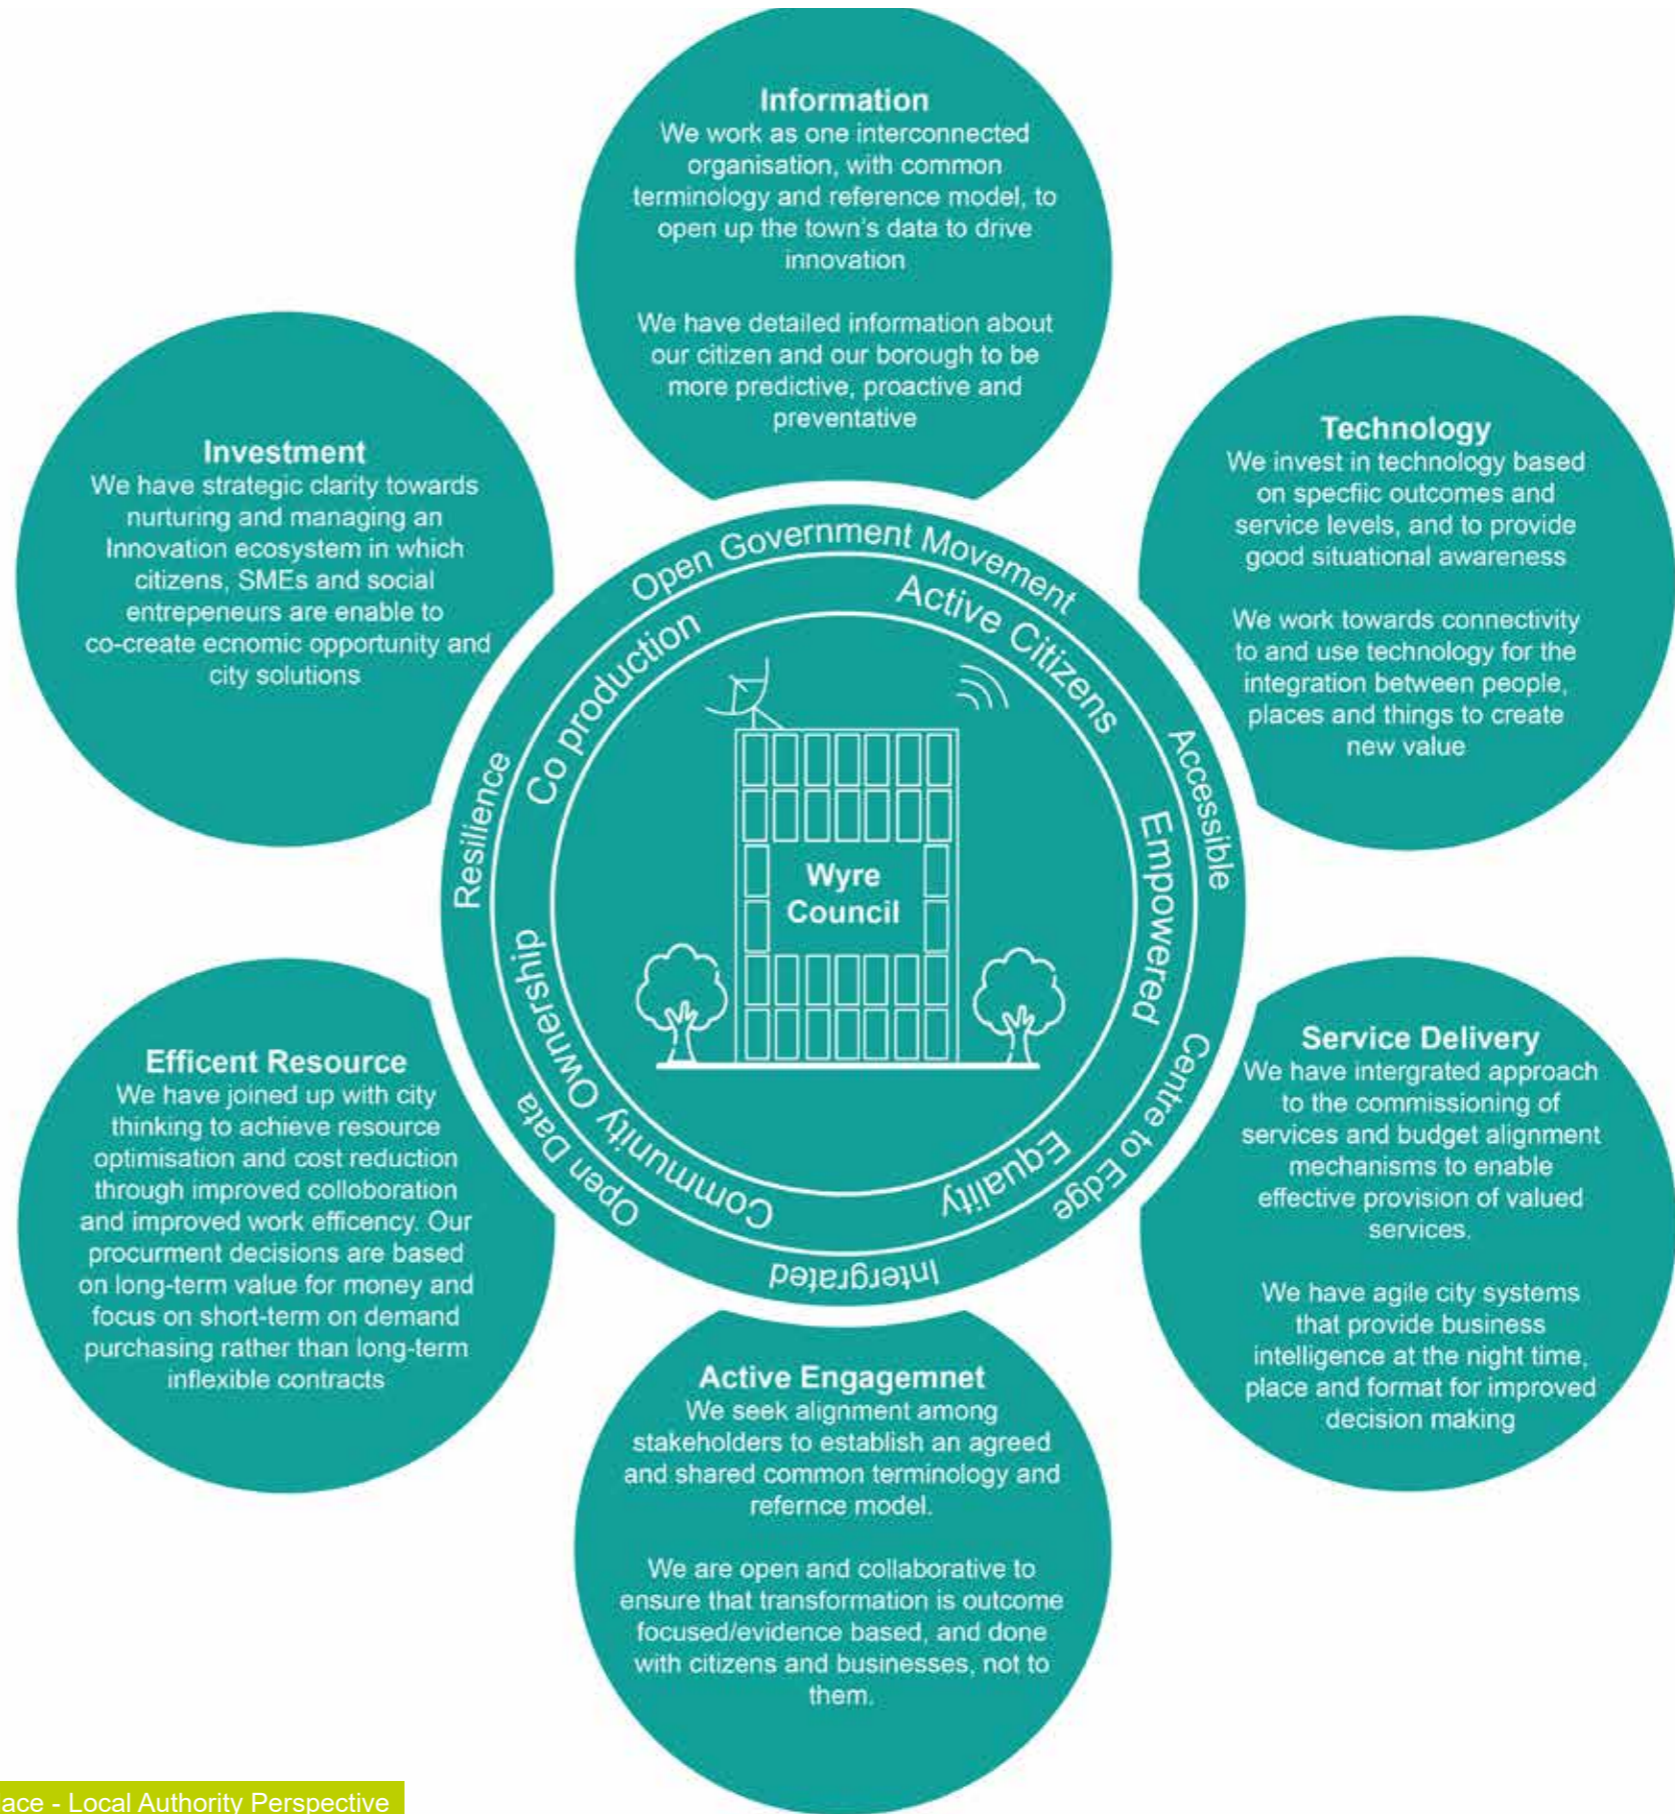 Information
We work as one interconnected
organisation, with common
terminology and reference model, to
open up the town's data to drive
innovation
We have detailed information about
our citizen and our borough to be
more predictive, proactive and
preventative
Technology
We invest in technology based
on specfiic outcomes and
service levels, and to provide
good situational awareness
We work towards connectivity
to and use technology for the
integration between people,
places and things to create
new value
Service Delivery
We have intergrated approach
to the commissioning of
services and budget alignment
mechanisms to enable
effective provision of valued
services.
We have agile city systems
that provide business
intelligence at the night time,
place and format for improved
decision making
Active Engagemnet
We seek alignment among
stakeholders to establish an agreed
and shared common terminology and
refernce model.
We are open and collaborative to
ensure that transformation is outcome
focused/evidence based, and done
with citizens and businesses, not to
them.
Efficent Resource
We have joined up with city
thinking to achieve resource
optimisation and cost reduction
through improved colloboration
and improved work efficency. Our
procurment decisions are based
on long-term value for money and
focus on short-term on demand
purchasing rather than long-term
inflexible contracts
Investment
We have strategic clarity towards
nurturing and managing an
Innovation ecosystem in which
citizens, SMEs and social
entrepeneurs are enable to
co-create ecnomic opportunity and
city solutions
Open Government Movement
Accessible
Centre to Edge
Intergrated
Open Data
Resilience
Active Citizens
Empowered
Equality
Community Ownership
Co production
Wyre
Council
ace - Local Authority Perspective